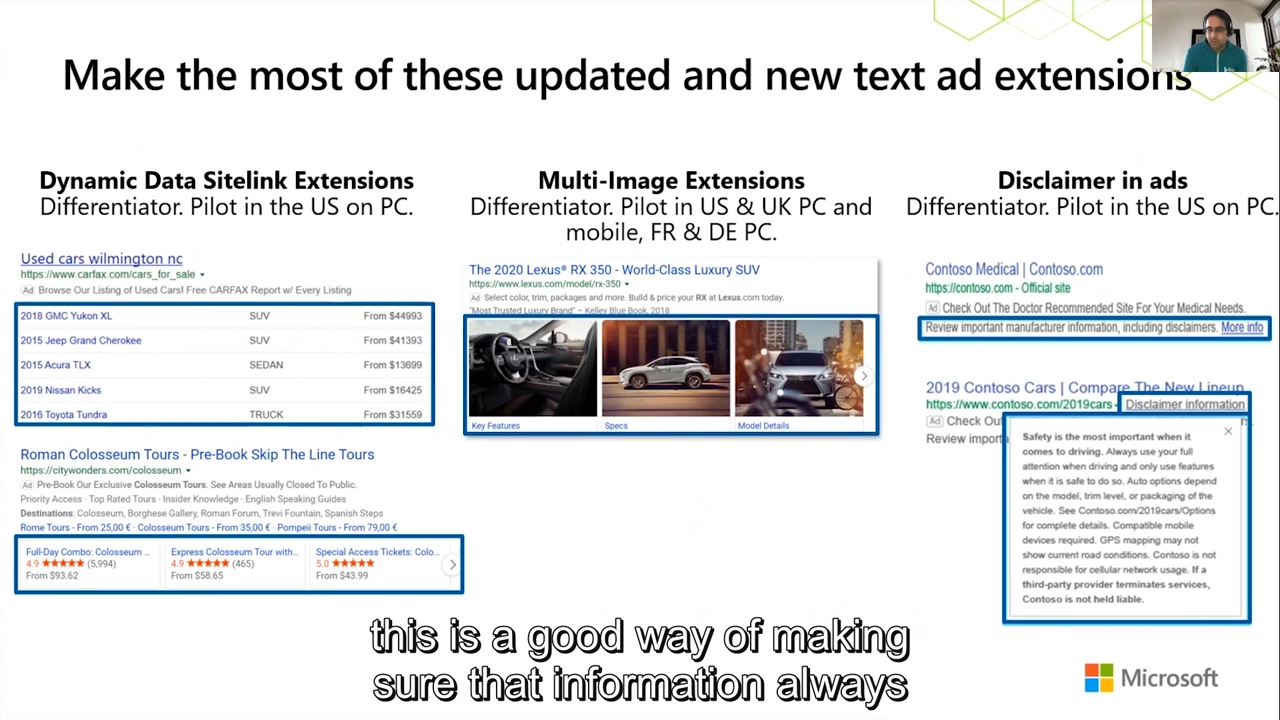 Make the most of these updated and new text ad extensions
Dynamic Data Sitelink Extensions
Differentiator. Pilot in the US on PC.
Used cars wilmington nc
https://www.carfax.com/cars_for_sale
Ad Browse Our Listing of Used Cars! Free CARFAX Report w/ Every Listing
2018 GMC Yukon XL SUV From $44993
2015 Jeep Grand Cherokee SUV From $41393
2015 Acura TLX SEDAN From $13699
2019 Nissan Kicks SUV From $16425
2016 Toyota Tundra TRUCK From $31559
Roman Colosseum Tours - Pre-Book Skip The Line Tours
https://citywonders.com/colosseum
Ad Pre-Book Our Exclusive Colosseum Tours. See Areas Usually Closed To Public.
Priority Access · Top Rated Tours · Insider Knowledge · English Speaking Guides
Destinations: Colosseum, Borghese Gallery, Roman Forum, Trevi Fountain, Spanish Steps
Rome Tours - From 25,00 € · Colosseum Tours - From 35,00 € · Pompeii Tours - From 79,00 €
Full-Day Combo: Colosseum ...
4.9 ★★★★★ (5,994)
From $93.62
Express Colosseum Tour with...
4.9 ★★★★★ (465)
From $58.65
Special Access Tickets: Colo...
5.0 ★★★★★
From $43.99
Multi-Image Extensions
Differentiator. Pilot in US & UK PC and
mobile, FR & DE PC.
The 2020 Lexus® RX 350 - World-Class Luxury SUV
https://www.lexus.com/model/rx-350
Ad Select color, trim, packages and more. Build & price your RX at Lexus.com today.
"Most Trusted Luxury Brand" – Kelley Blue Book, 2018
Key Features
Specs
Model Details
Disclaimer in ads
Differentiator. Pilot in the US on PC.
Contoso Medical | Contoso.com
https://contoso.com - Official site
Ad Check Out The Doctor Recommended Site For Your Medical Needs.
Review important manufacturer information, including disclaimers. More info
2019 Contoso Cars | Compare The New Lineup
https://www.contoso.com/2019cars - Disclaimer information
Ad Check Ou
Review importa
Safety is the most important when it
comes to driving. Always use your full
attention when driving and only use features
when it is safe to do so. Auto options depend
on the model, trim level, or packaging of the
vehicle. See Contoso.com/2019cars/Options
for complete details. Compatible mobile
devices required. GPS mapping may not
show current road conditions. Contoso is not
responsible for cellular network usage. If a
third-party provider terminates services,
Contoso is not held liable.
this is a good way of making
sure that information always
Microsoft